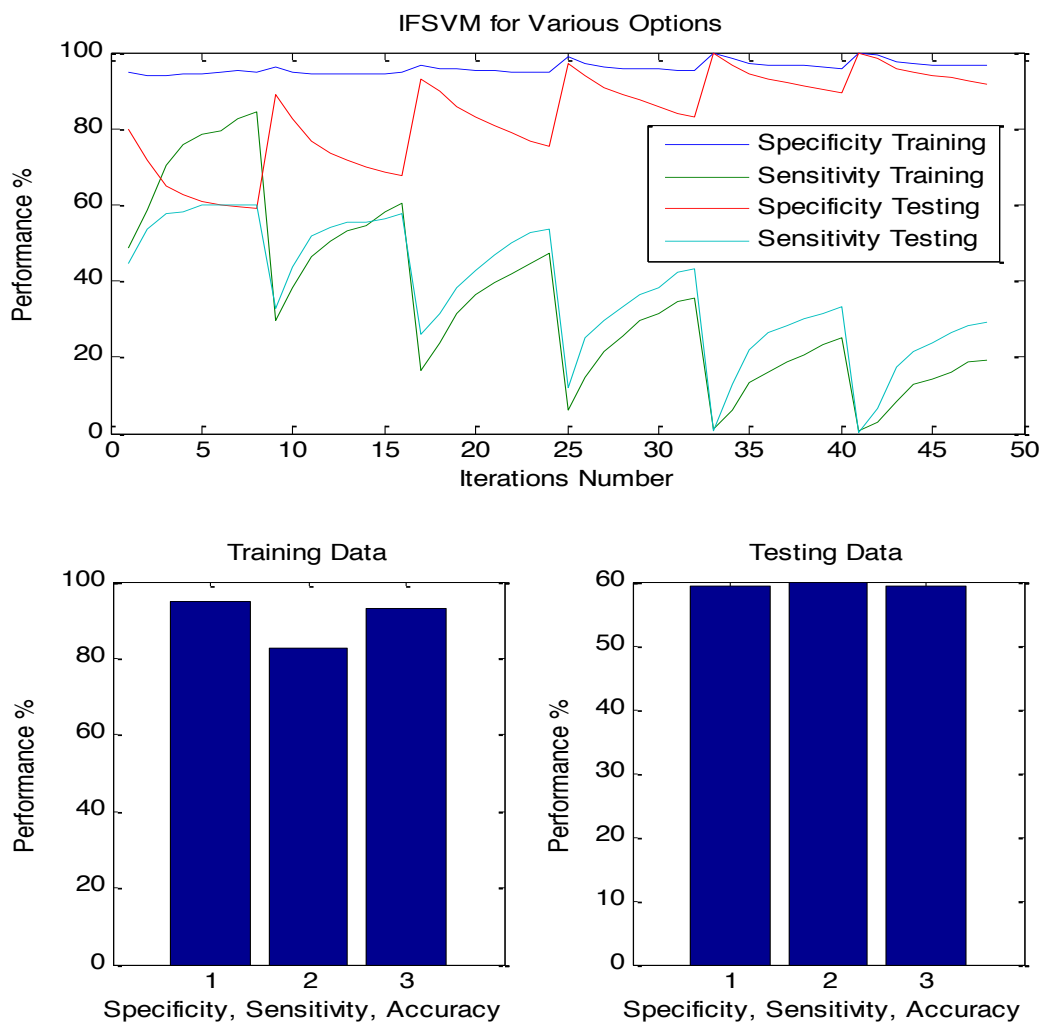 IFSVM for Various Options
100
80
60
40
20
0
Performance %
0 5 10 15 20 25 30 35 40 45 50
Iterations Number
Specificity Training
Sensitivity Training
Specificity Testing
Sensitivity Testing
Training Data
100
80
60
40
20
0
Performance %
1 2 3
Specificity, Sensitivity, Accuracy
Testing Data
60
50
40
30
20
10
0
Performance %
1 2 3
Specificity, Sensitivity, Accuracy